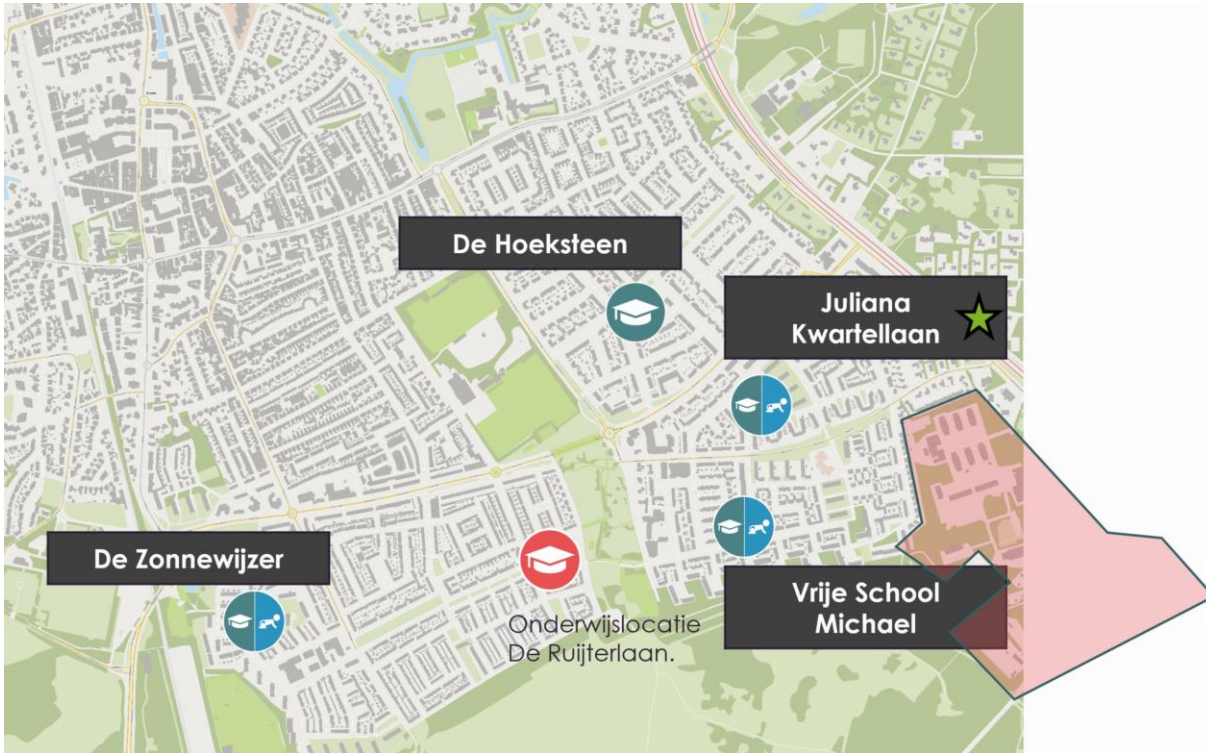 De Hoeksteen
Juliana
Kwartellaan
De Zonnewijzer
Onderwijslocatie
De Ruijterlaan.
Vrije School
Michael